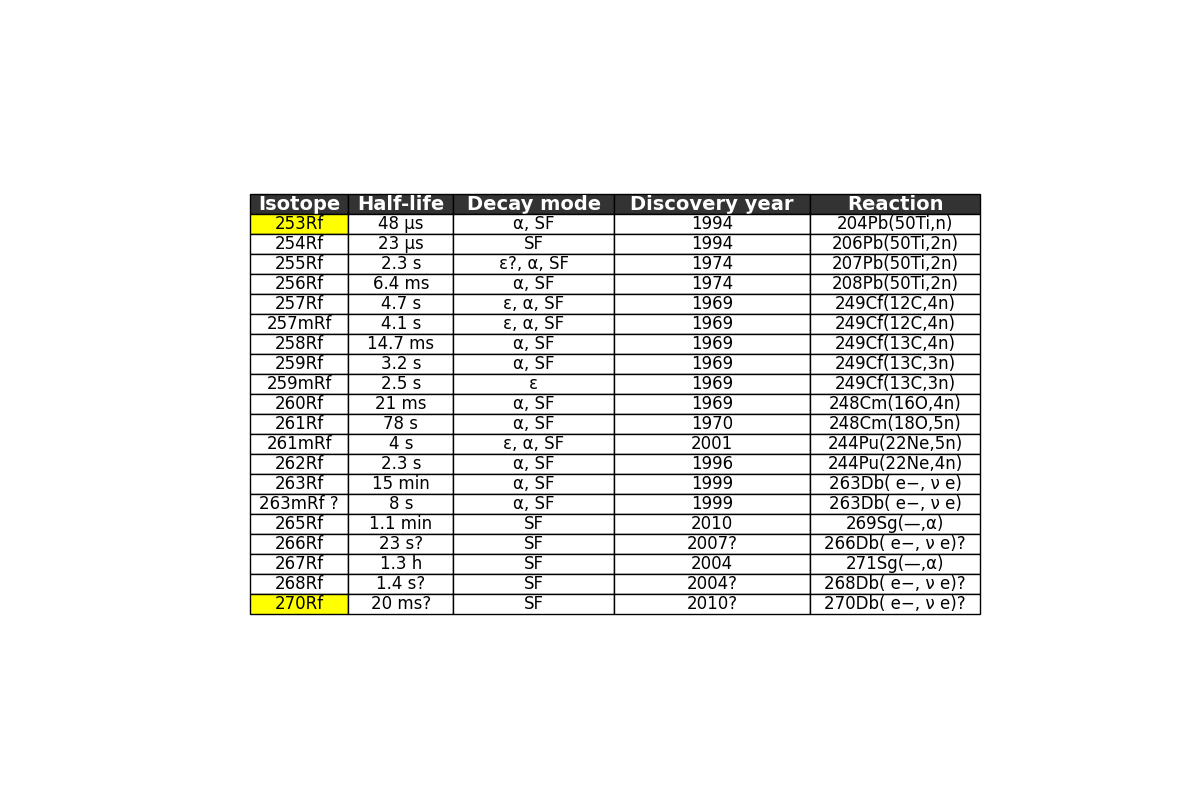 Isotope Half-life Decay mode Discovery year Reaction
253Rf 48 μs α, SF 1994 204Pb(50Ti,n)
254Rf 23 μs SF 1994 206Pb(50Ti,2n)
255Rf 2.3 s ε?, α, SF 1974 207Pb(50Ti,2n)
256Rf 6.4 ms α, SF 1974 208Pb(50Ti,2n)
257Rf 4.7 s ε, α, SF 1969 249Cf(12C,4n)
257mRf 4.1 s ε, α, SF 1969 249Cf(12C,4n)
258Rf 14.7 ms α, SF 1969 249Cf(13C,4n)
259Rf 3.2 s α, SF 1969 249Cf(13C,3n)
259mRf 2.5 s ε 1969 249Cf(13C,3n)
260Rf 21 ms α, SF 1969 248Cm(16O,4n)
261Rf 78 s α, SF 1970 248Cm(18O,5n)
261mRf 4 s ε, α, SF 2001 244Pu(22Ne,5n)
262Rf 2.3 s α, SF 1996 244Pu(22Ne,4n)
263Rf 15 min α, SF 1999 263Db( e−, ν e)
263mRf ? 8 s α, SF 1999 263Db( e−, ν e)
265Rf 1.1 min SF 2010 269Sg(—,α)
266Rf 23 s? SF 2007? 266Db( e−, ν e)?
267Rf 1.3 h SF 2004 271Sg(—,α)
268Rf 1.4 s? SF 2004? 268Db( e−, ν e)?
270Rf 20 ms? SF 2010? 270Db( e−, ν e)?